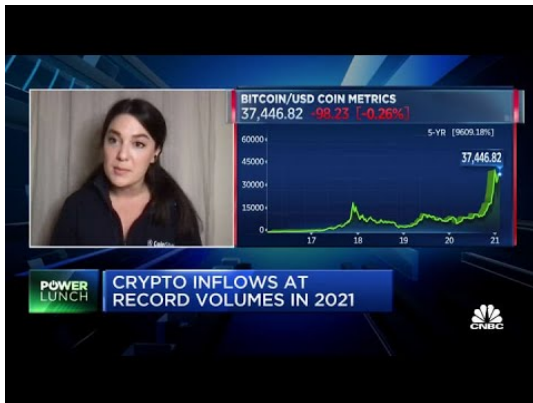 BITCOIN/USD COIN METRICS
37,446.82 -98.23 [-0.26%]
5-YR [9609.18%]
37,446.82
60000
45000
30000
15000
0
17 18 19 20 21
POWER
LUNCH
CRYPTO INFLOWS AT
RECORD VOLUMES IN 2021
CNBC